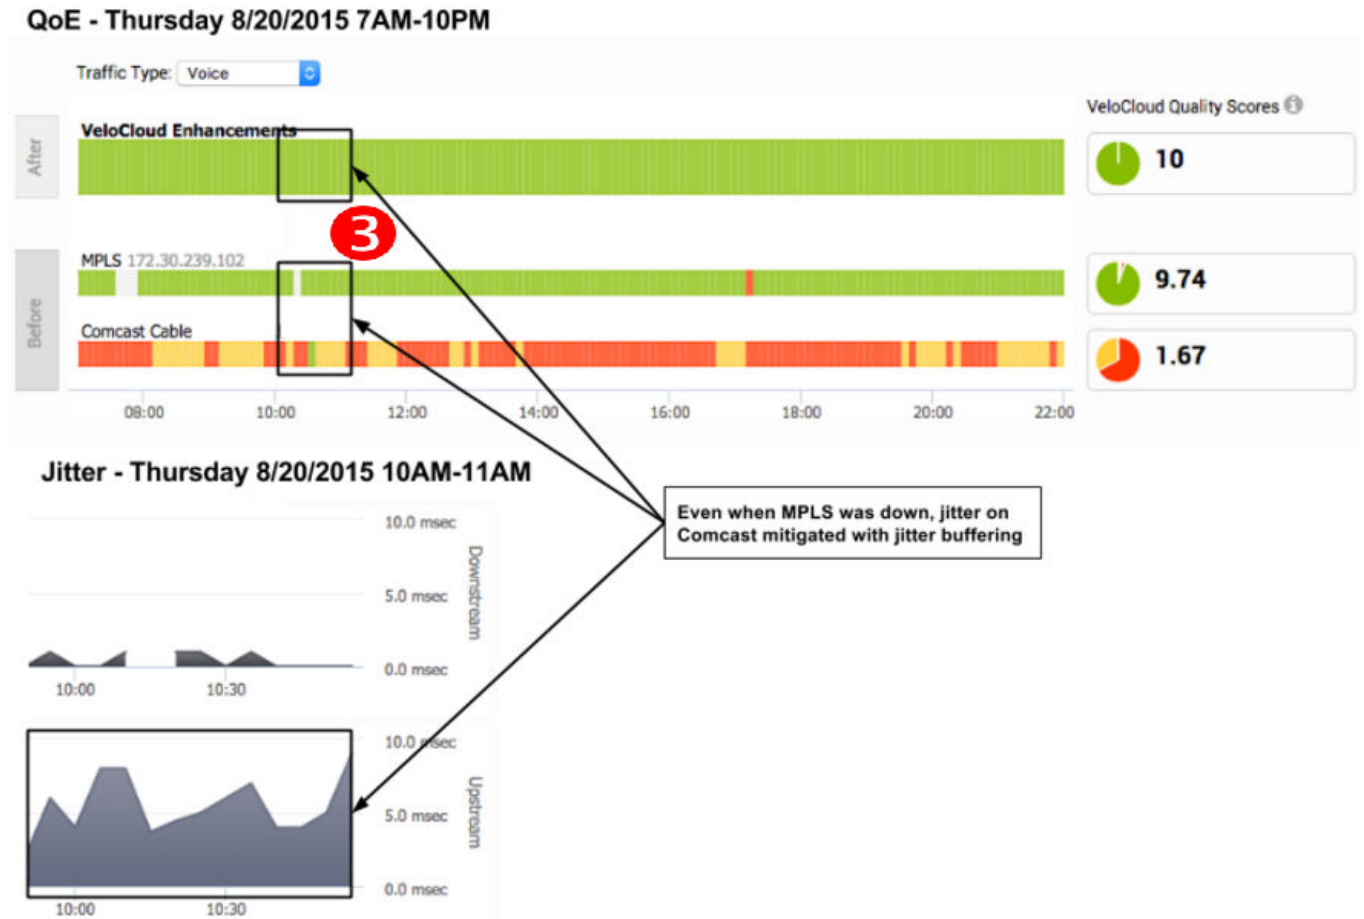 QoE - Thursday 8/20/2015 7AM-10PM
Traffic Type: Voice
VeloCloud Quality Scores
After
VeloCloud Enhancements
10
3
Before
MPLS 172.30.239.102
9.74
Comcast Cable
1.67
08:00 10:00 12:00 14:00 16:00 18:00 20:00 22:00
Jitter - Thursday 8/20/2015 10AM-11AM
Even when MPLS was down, jitter on
Comcast mitigated with jitter buffering
10.0 msec
5.0 msec
0.0 msec
Downstream
10:00 10:30
10.0 msec
5.0 msec
0.0 msec
Upstream
10:00 10:30